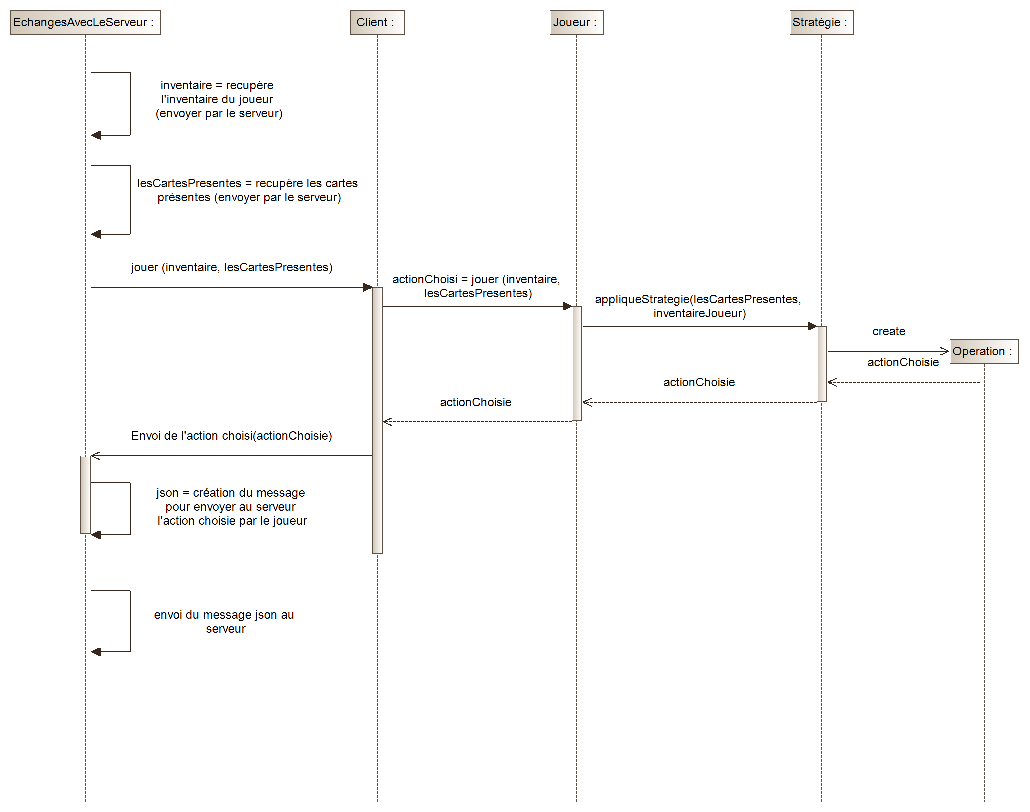 EchangesAvecLeServeur :
Client :
Joueur :
Stratégie :
inventaire = recupère
l'inventaire du joueur
(envoyer par le serveur)
lesCartesPresentes = recupère les cartes
présentes (envoyer par le serveur)
jouer (inventaire, lesCartesPresentes)
actionChoisi = jouer (inventaire,
lesCartesPresentes)
appliqueStrategie(lesCartesPresentes,
inventaireJoueur)
create
Operation :
actionChoisie
actionChoisie
actionChoisie
Envoi de l'action choisi(actionChoisie)
json = création du message
pour envoyer au serveur
l'action choisie par le joueur
envoi du message json au
serveur